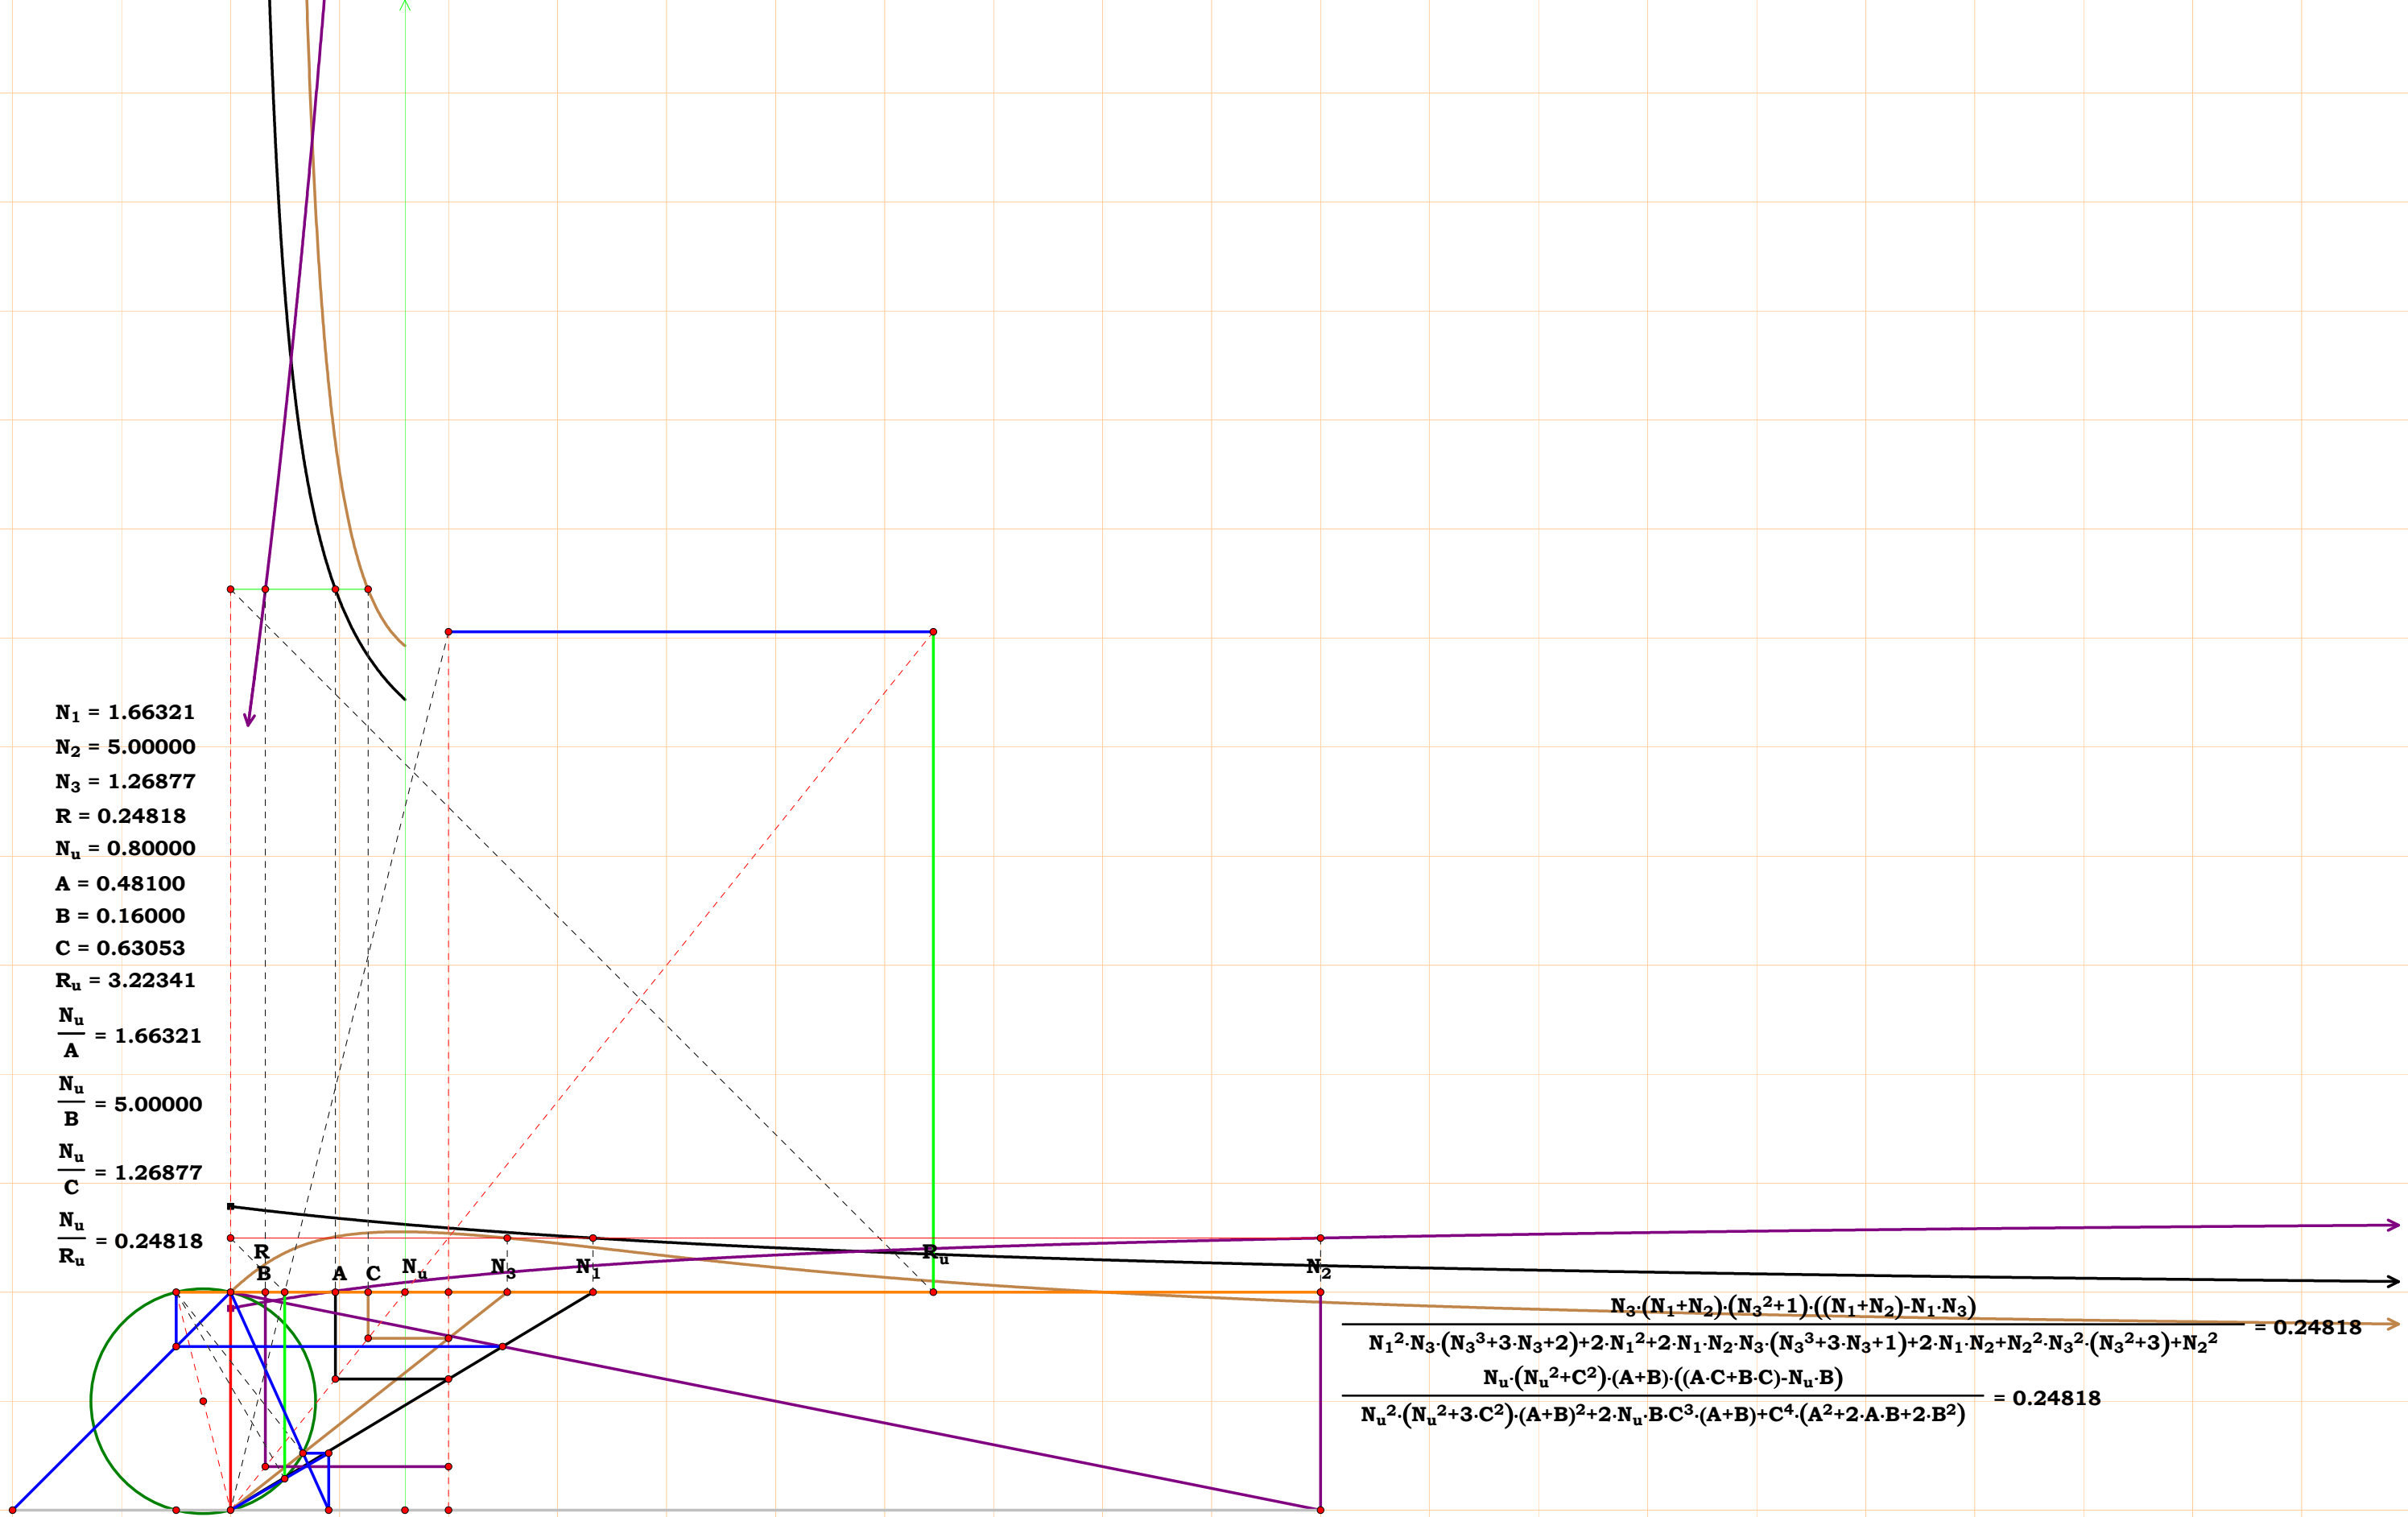 N₁ = 1.66321
N₂ = 5.00000
N₃ = 1.26877
R = 0.24818
Nᵤ = 0.80000
A = 0.48100
B = 0.16000
C = 0.63053
Rᵤ = 3.22341
Nᵤ/A = 1.66321
Nᵤ/B = 5.00000
Nᵤ/C = 1.26877
Nᵤ/Rᵤ = 0.24818
R
B A C Nᵤ N₃ N₁ Rᵤ N₂
N₃·(N₁+N₂)·(N₃²+1)·((N₁+N₂)-N₁·N₃)
N₁²·N₃·(N₃³+3·N₃+2)+2·N₁²+2·N₁·N₂·N₃·(N₃³+3·N₃+1)+2·N₁·N₂+N₂²·N₃²·(N₃²+3)+N₂² = 0.24818
Nᵤ·(Nᵤ²+C²)·(A+B)·((A·C+B·C)-Nᵤ·B)
Nᵤ²·(Nᵤ²+3·C²)·(A+B)²+2·Nᵤ·B·C³·(A+B)+C⁴·(A²+2·A·B+2·B²) = 0.24818